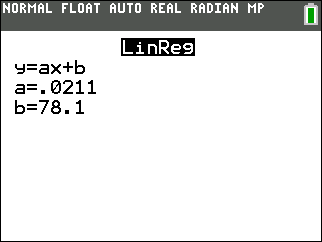 NORMAL FLOAT AUTO REAL RADIAN MP
LinReg
y=ax+b
a=.0211
b=78.1